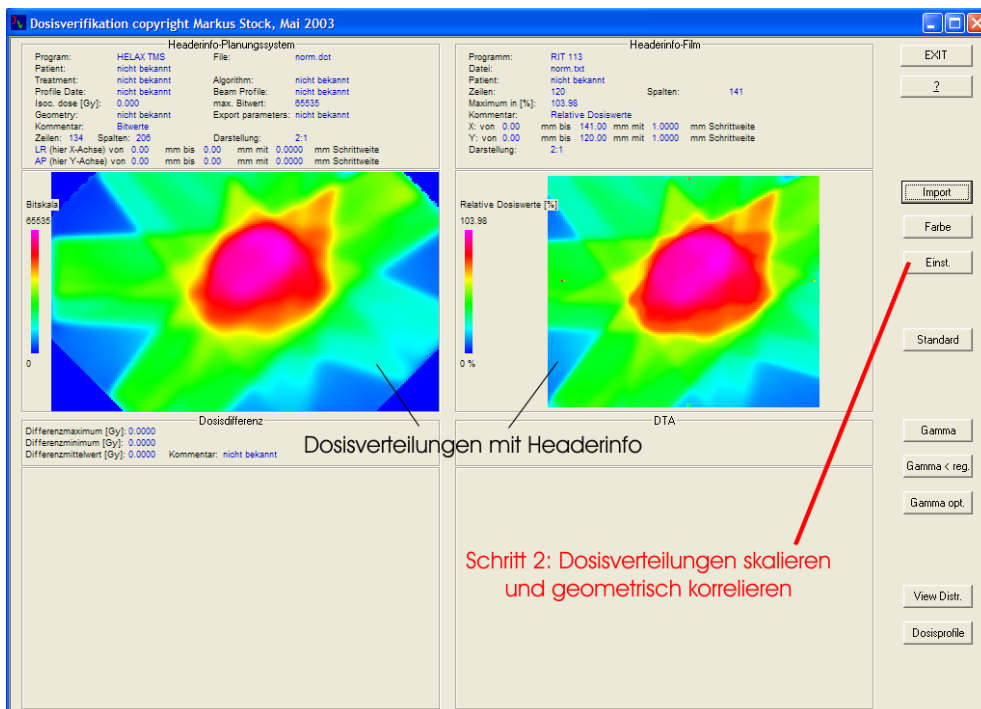 Dosisverifikation copyright Markus Stock, Mai 2003
Headerinfo-Planungssystem
Program: HELAX TMS File: norm.dot
Patient: nicht bekannt
Treatment: nicht bekannt Algorithm: nicht bekannt
Profile Date: nicht bekannt Beam Profile: nicht bekannt
Isoc. dose [Gy]: 0.000 max. Bitwert: 65535
Geometry: nicht bekannt Export parameters: nicht bekannt
Kommentar: Bitwerte
Zeilen: 134 Spalten: 206 Darstellung: 2:1
LR (hier X-Achse) von 0.00 mm bis 0.00 mm mit 0.0000 mm Schrittweite
AP (hier Y-Achse) von 0.00 mm bis 0.00 mm mit 0.0000 mm Schrittweite
Headerinfo-Film
Programm: RIT 113
Datei: norm.txt
Patient: nicht bekannt
Zeilen: 120 Spalten: 141
Maximum in [%]: 103.98
Kommentar: Relative Dosiswerte
X: von 0.00 mm bis 141.00 mm mit 1.0000 mm Schrittweite
Y: von 0.00 mm bis 120.00 mm mit 1.0000 mm Schrittweite
Darstellung: 2:1
EXIT
?
Bitskala
65535
0
Relative Dosiswerte [%]
103.98
0 %
Import
Farbe
Einst.
Standard
Dosisdifferenz
Differenzmaximum [Gy]: 0.0000
Differenzminimum [Gy]: 0.0000
Differenzmittelwert [Gy]: 0.0000 Kommentar: nicht bekannt
DTA
Dosisverteilungen mit Headerinfo
Gamma
Gamma < reg.
Gamma opt.
Schritt 2: Dosisverteilungen skalieren
und geometrisch korrelieren
View Distr.
Dosisprofile